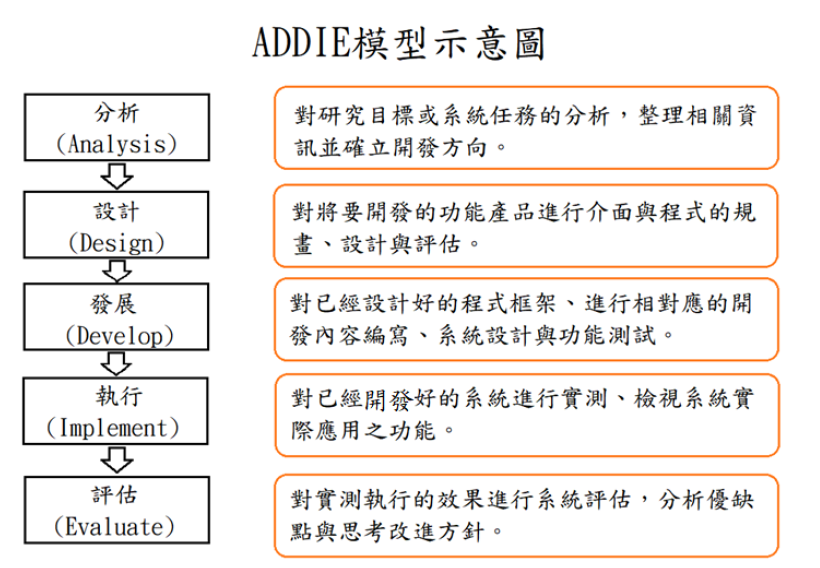 ADDIE模型示意圖
分析
(Analysis)
對研究目標或系統任務的分析，整理相關資
訊並確立開發方向。
設計
(Design)
對將要開發的功能產品進行介面與程式的規
畫、設計與評估。
發展
(Develop)
對已經設計好的程式框架、進行相對應的開
發內容編寫、系統設計與功能測試。
執行
(Implement)
對已經開發好的系統進行實測、檢視系統實
際應用之功能。
評估
(Evaluate)
對實測執行的效果進行系統評估，分析優缺
點與思考改進方針。